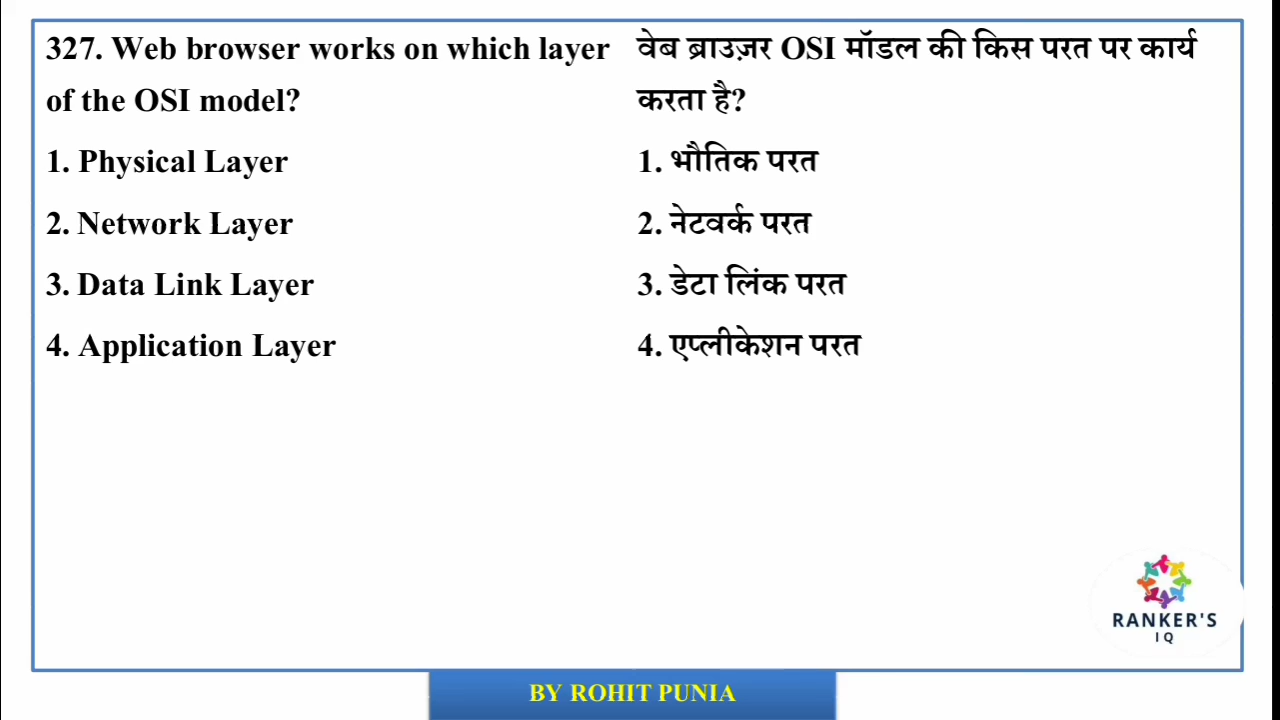 327. Web browser works on which layer
of the OSI model?
1. Physical Layer
2. Network Layer
3. Data Link Layer
4. Application Layer
वेब ब्राउज़र OSI मॉडल की किस परत पर कार्य
करता है?
1. भौतिक परत
2. नेटवर्क परत
3. डेटा लिंक परत
4. एप्लीकेशन परत
RANKER'S
IQ
BY ROHIT PUNIA